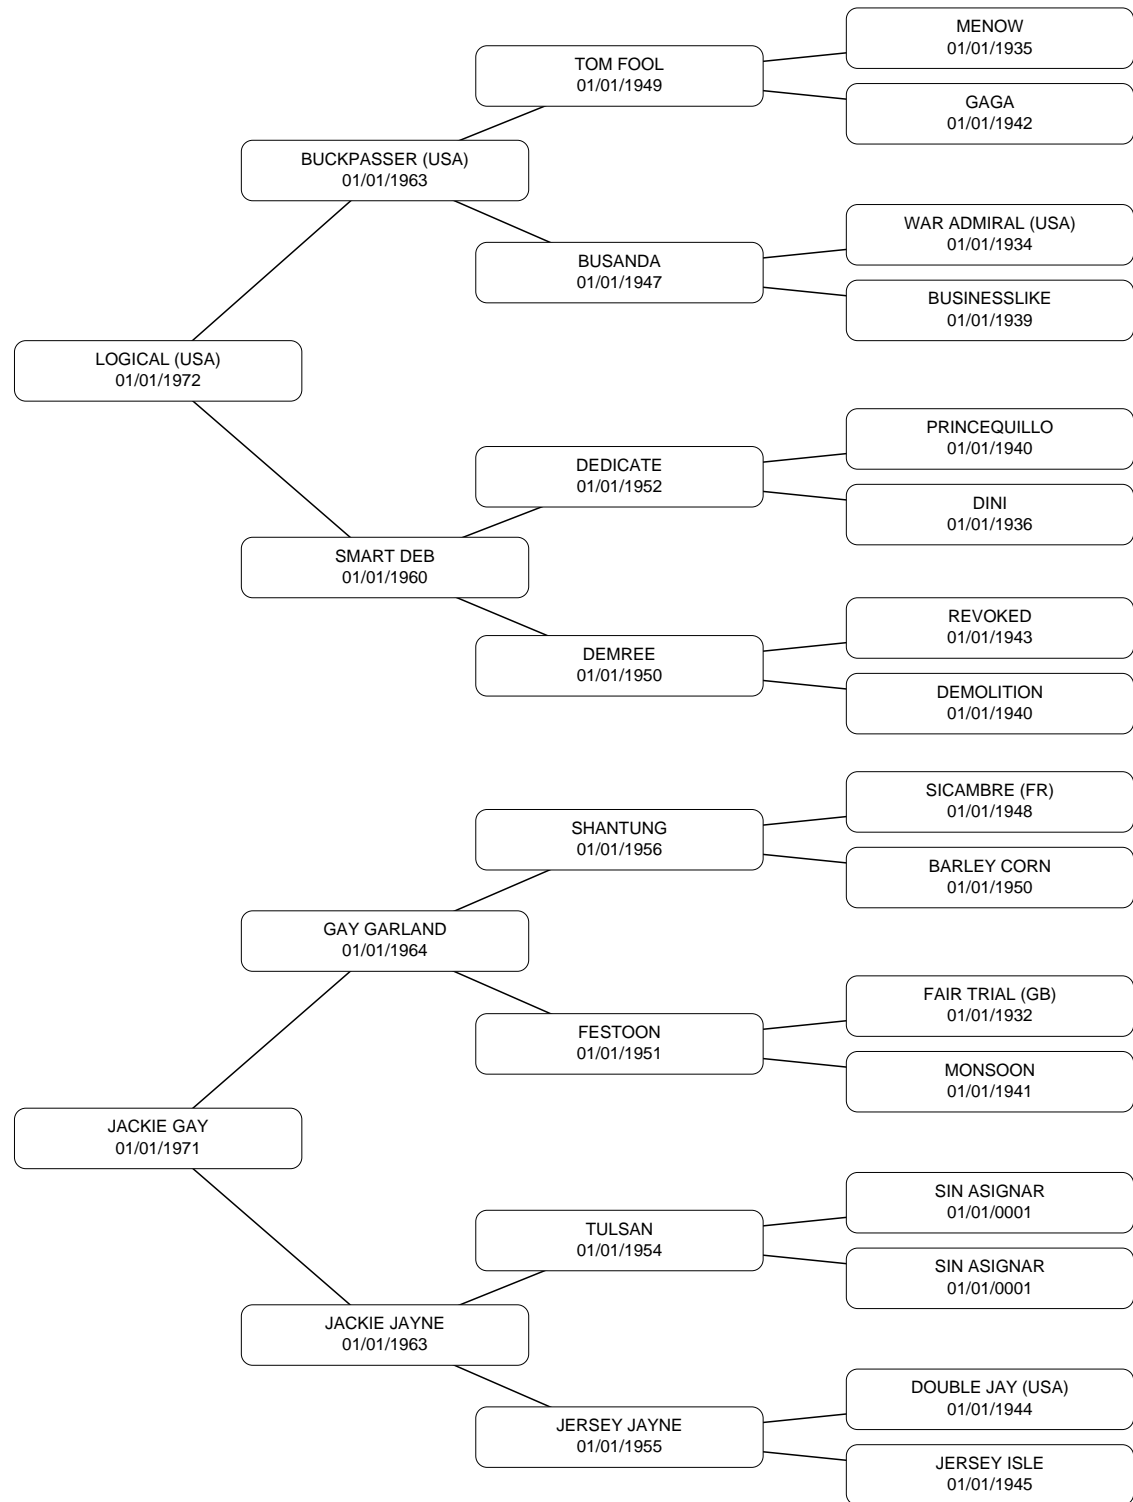 MENOW
01/01/1935
TOM FOOL
01/01/1949
GAGA
01/01/1942
BUCKPASSER (USA)
01/01/1963
WAR ADMIRAL (USA)
01/01/1934
BUSANDA
01/01/1947
BUSINESSLIKE
01/01/1939
LOGICAL (USA)
01/01/1972
PRINCEQUILLO
01/01/1940
DEDICATE
01/01/1952
DINI
01/01/1936
SMART DEB
01/01/1960
REVOKED
01/01/1943
DEMREE
01/01/1950
DEMOLITION
01/01/1940
SICAMBRE (FR)
01/01/1948
SHANTUNG
01/01/1956
BARLEY CORN
01/01/1950
GAY GARLAND
01/01/1964
FAIR TRIAL (GB)
01/01/1932
FESTOON
01/01/1951
MONSOON
01/01/1941
JACKIE GAY
01/01/1971
SIN ASIGNAR
01/01/0001
TULSAN
01/01/1954
SIN ASIGNAR
01/01/0001
JACKIE JAYNE
01/01/1963
DOUBLE JAY (USA)
01/01/1944
JERSEY JAYNE
01/01/1955
JERSEY ISLE
01/01/1945